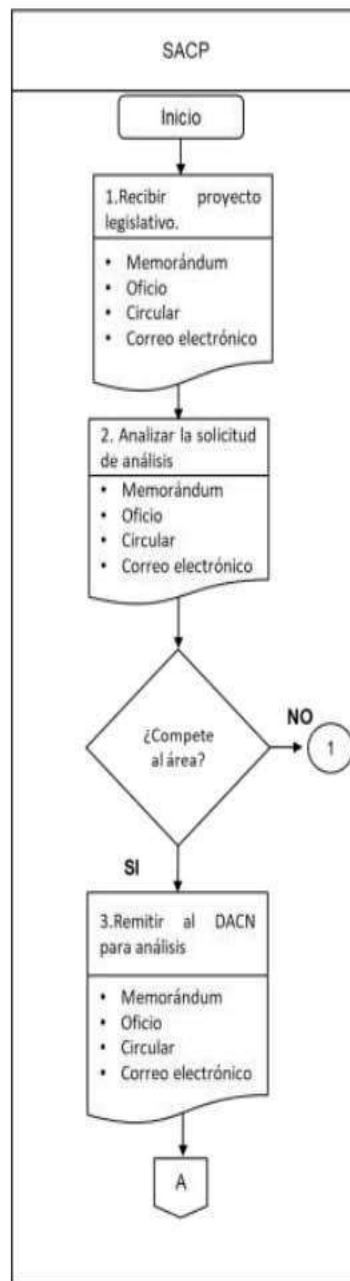 SACP
Inicio
1.Recibir proyecto
legislativo.
• Memorándum
• Oficio
• Circular
• Correo electrónico
2. Analizar la solicitud
de análisis
• Memorándum
• Oficio
• Circular
• Correo electrónico
¿Compete
al área?
NO
1
SI
3.Remitir al DACN
para análisis
• Memorándum
• Oficio
• Circular
• Correo electrónico
A